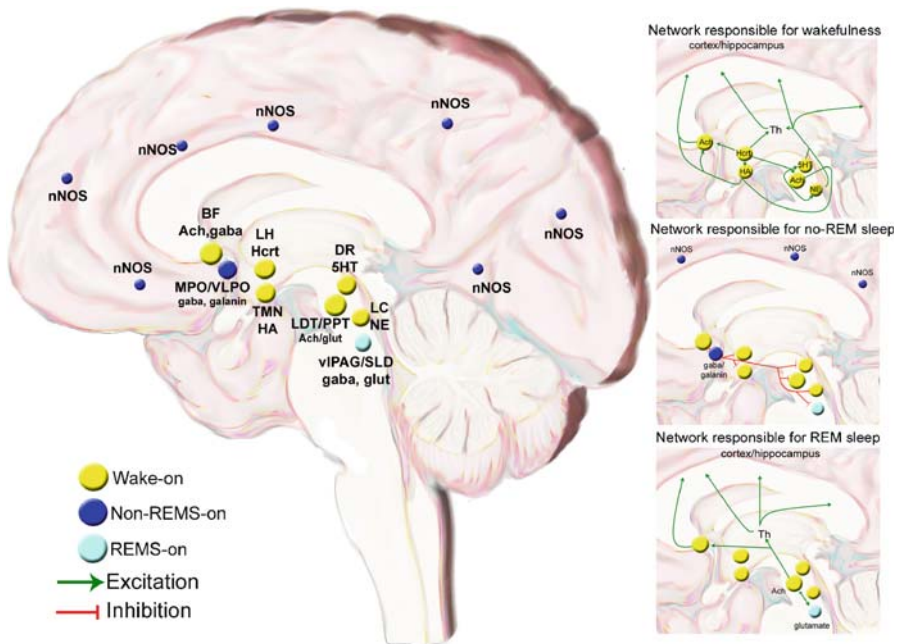 nNOS
nNOS
nNOS
nNOS
nNOS
nNOS
nNOS
BF
Ach,gaba
MPO/VLPO
gaba, galanin
LH
Hcrt
TMN
HA
DR
5HT
LDT/PPT
Ach/glut
LC
NE
vlPAG/SLD
gaba, glut
Wake-on
Non-REMS-on
REMS-on
Excitation
Inhibition
Network responsible for wakefulness
cortex/hippocampus
Th
Ach
Hcrt
HA
5HT
Ach
NE
Network responsible for no-REM sleep
nNOS
nNOS
nNOS
gaba/
galanin
Network responsible for REM sleep
cortex/hippocampus
Th
Ach
glutamate